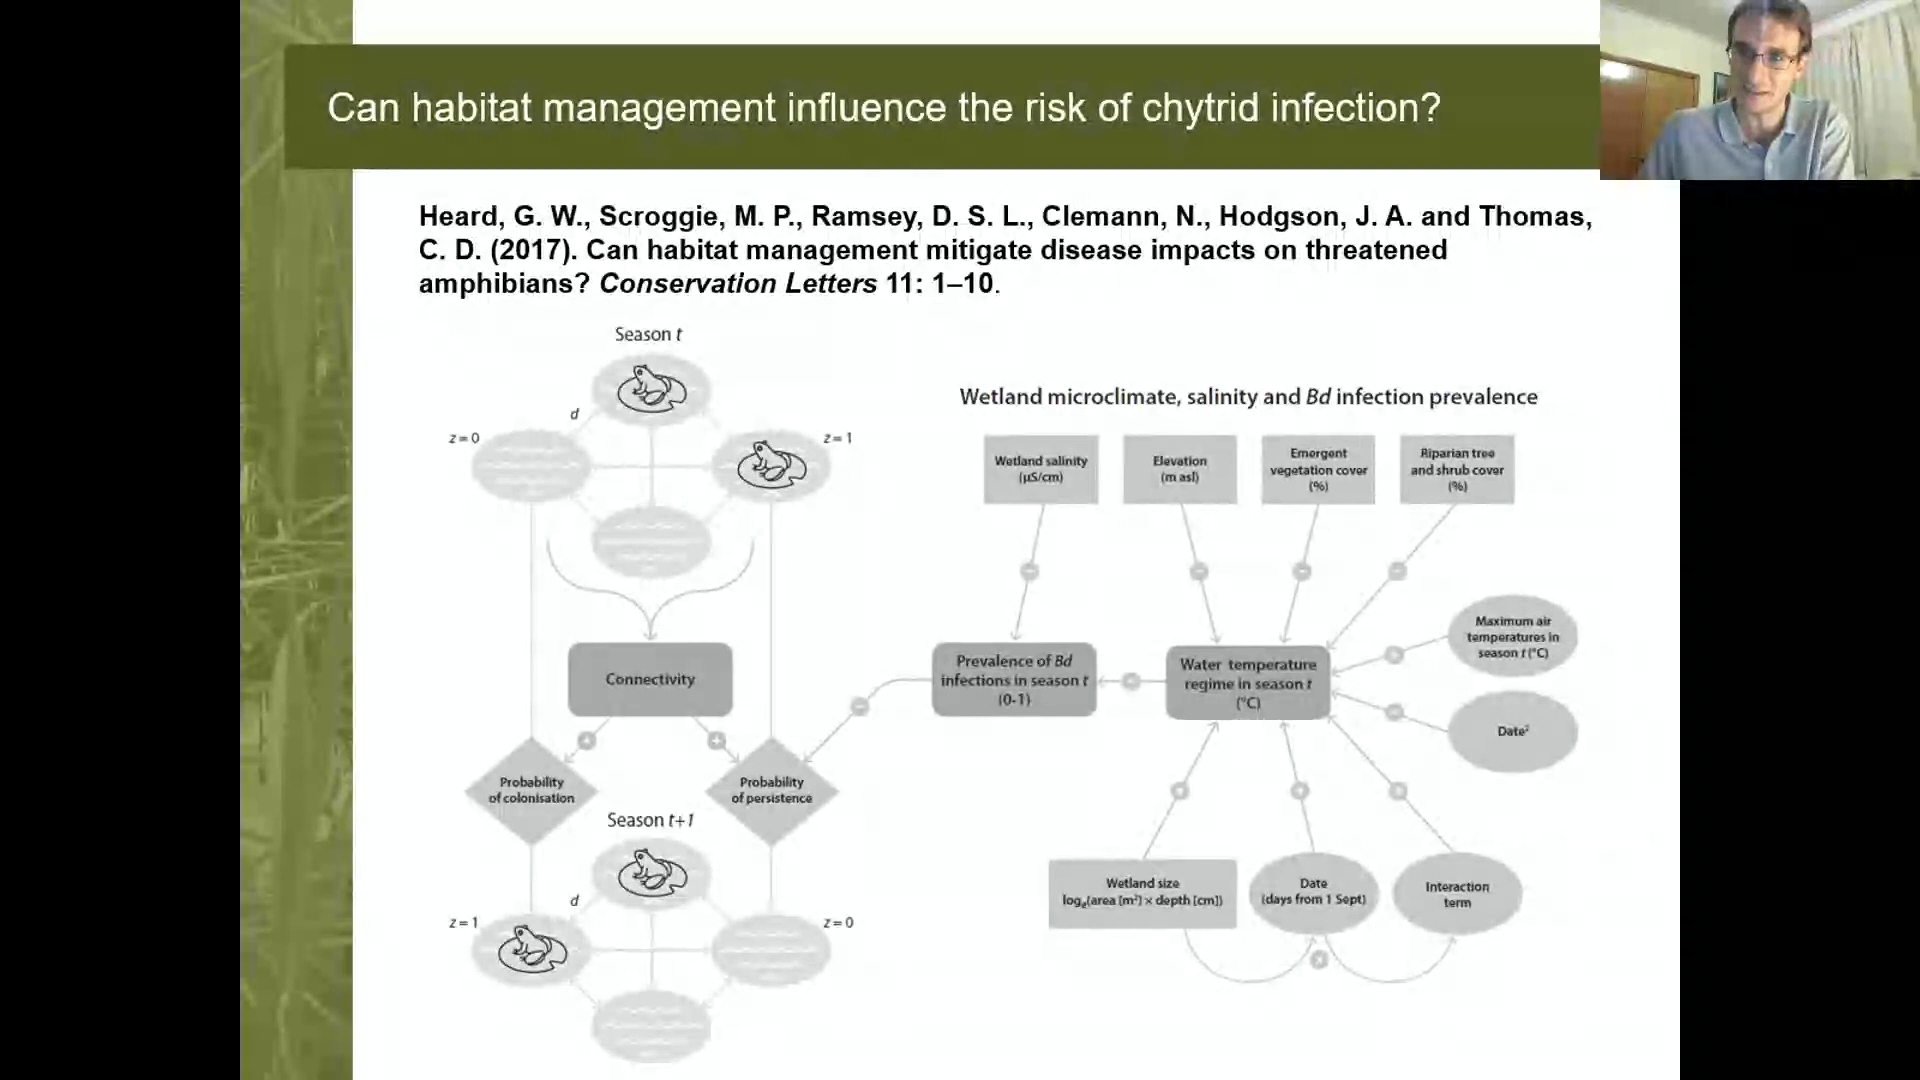 Can habitat management influence the risk of chytrid infection?
Heard, G. W., Scroggie, M. P., Ramsey, D. S. L., Clemann, N., Hodgson, J. A. and Thomas,
C. D. (2017). Can habitat management mitigate disease impacts on threatened
amphibians? Conservation Letters 11: 1–10.
Season t
d
z = 0
z = 1
Connectivity
+
+
Probability
of colonisation
Probability
of persistence
Season t+1
d
z = 1
z = 0
Wetland microclimate, salinity and Bd infection prevalence
Wetland salinity
(µS/cm)
Elevation
(m asl)
Emergent
vegetation cover
(%)
Riparian tree
and shrub cover
(%)
Prevalence of Bd
infections in season t
(0-1)
Water temperature
regime in season t
(°C)
Maximum air
temperatures in
season t (°C)
Date²
Wetland size
logₑ(area [m²] × depth [cm])
Date
(days from 1 Sept)
Interaction
term